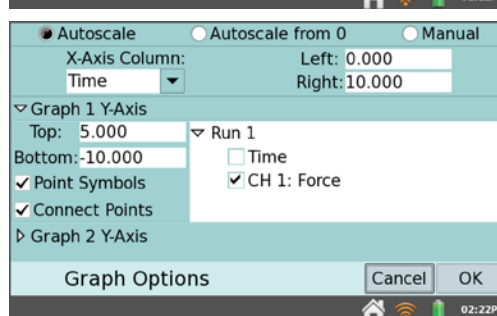 Autoscale Autoscale from 0 Manual
X-Axis Column: Left: 0.000
Time Right: 10.000
Graph 1 Y-Axis
Top: 5.000 Run 1
Bottom: -10.000 Time
Point Symbols CH 1: Force
Connect Points
Graph 2 Y-Axis
Graph Options Cancel OK